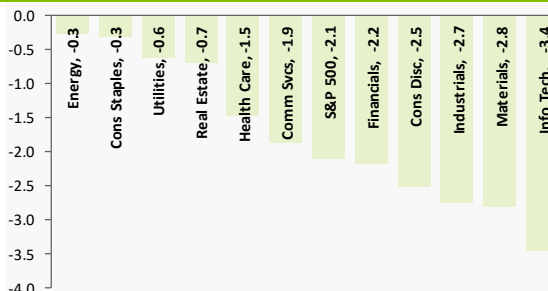 0.0
-0.5
-1.0
-1.5
-2.0
-2.5
-3.0
-3.5
-4.0
Energy, -0.3
Cons Staples, -0.3
Utilities, -0.6
Real Estate, -0.7
Health Care, -1.5
Comm Svcs, -1.9
S&P 500, -2.1
Financials, -2.2
Cons Disc, -2.5
Industrials, -2.7
Materials, -2.8
Info Tech, -3.4